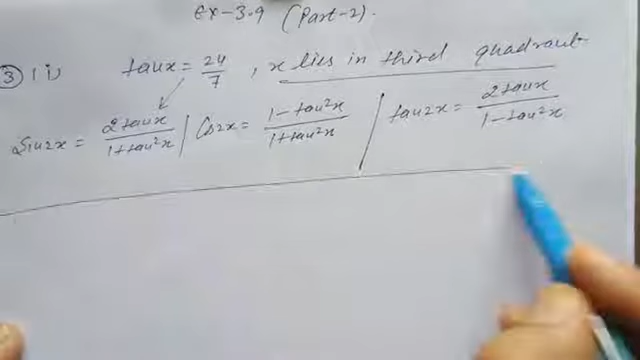 Ex-3.9 (Part-2).
③ (i) tanx = 24/7, x lies in third quadrant
Sin2x = 2tanx/1+tan²x | Cos2x = 1-tan²x/1+tan²x / tan2x = 2tanx/1-tan²x